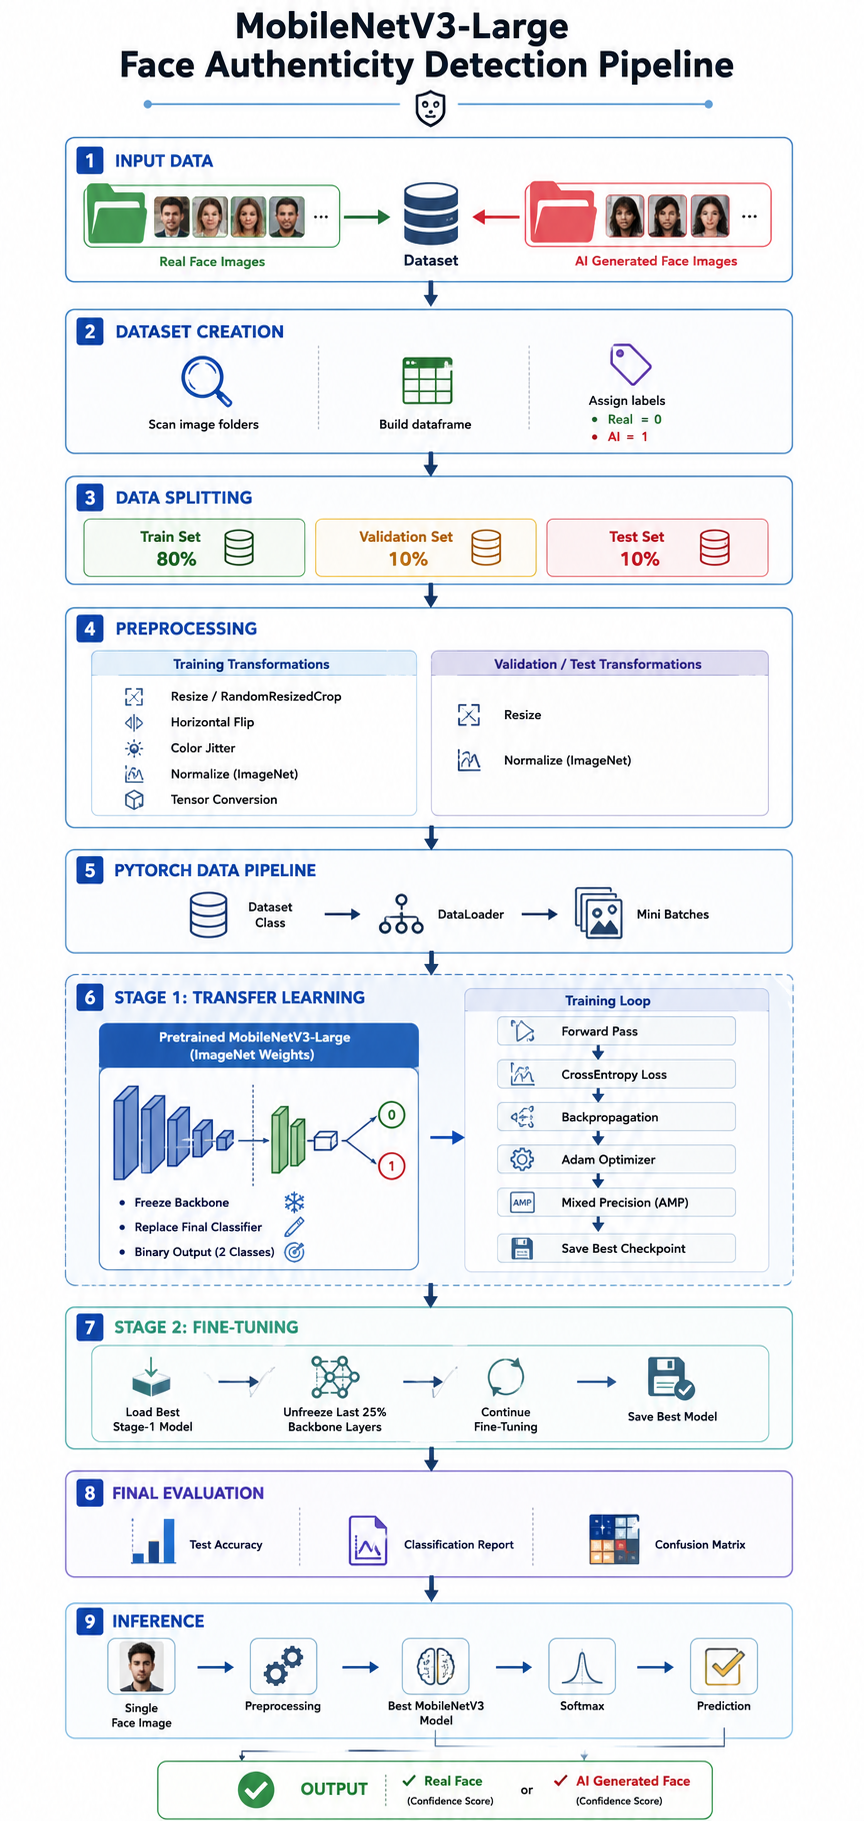 MobileNetV3-Large
Face Authenticity Detection Pipeline
1 INPUT DATA
...
...
Real Face Images
Dataset
AI Generated Face Images
2 DATASET CREATION
Scan image folders
Build dataframe
Assign labels
• Real = 0
• AI = 1
3 DATA SPLITTING
Train Set
80%
Validation Set
10%
Test Set
10%
4 PREPROCESSING
Training Transformations
Resize / RandomResizedCrop
Horizontal Flip
Color Jitter
Normalize (ImageNet)
Tensor Conversion
Validation / Test Transformations
Resize
Normalize (ImageNet)
5 PYTORCH DATA PIPELINE
Dataset
Class
DataLoader
Mini Batches
6 STAGE 1: TRANSFER LEARNING
Pretrained MobileNetV3-Large
(ImageNet Weights)
0
1
• Freeze Backbone
• Replace Final Classifier
• Binary Output (2 Classes)
Training Loop
Forward Pass
CrossEntropy Loss
Backpropagation
Adam Optimizer
AMP Mixed Precision (AMP)
Save Best Checkpoint
7 STAGE 2: FINE-TUNING
Load Best
Stage-1 Model
Unfreeze Last 25%
Backbone Layers
Continue
Fine-Tuning
Save Best Model
8 FINAL EVALUATION
Test Accuracy
Classification Report
Confusion Matrix
9 INFERENCE
Single
Face Image
Preprocessing
Best MobileNetV3
Model
Softmax
Prediction
OUTPUT
Real Face
(Confidence Score)
or
AI Generated Face
(Confidence Score)